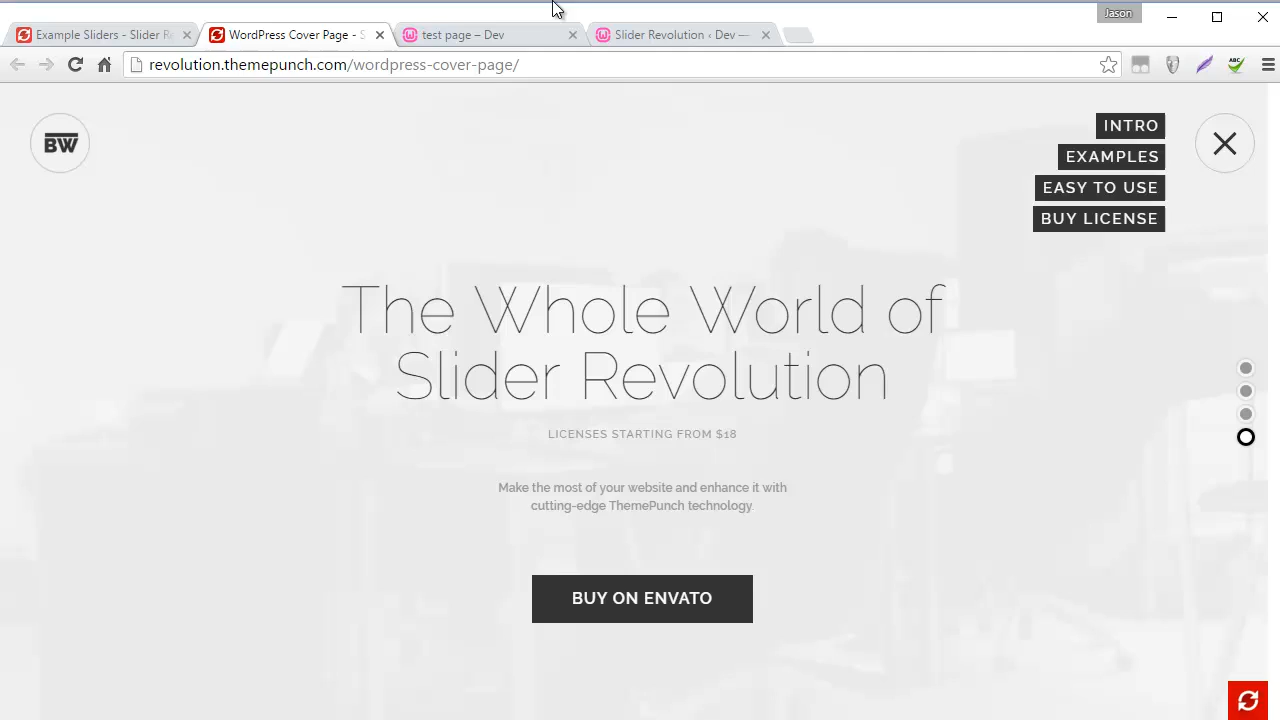 Jason
Example Sliders - Slider R
WordPress Cover Page - S
test page – Dev
Slider Revolution ‹ Dev —
revolution.themepunch.com/wordpress-cover-page/
ABC
BW
INTRO
EXAMPLES
EASY TO USE
BUY LICENSE
The Whole World of
Slider Revolution
LICENSES STARTING FROM $18
Make the most of your website and enhance it with
cutting-edge ThemePunch technology.
BUY ON ENVATO